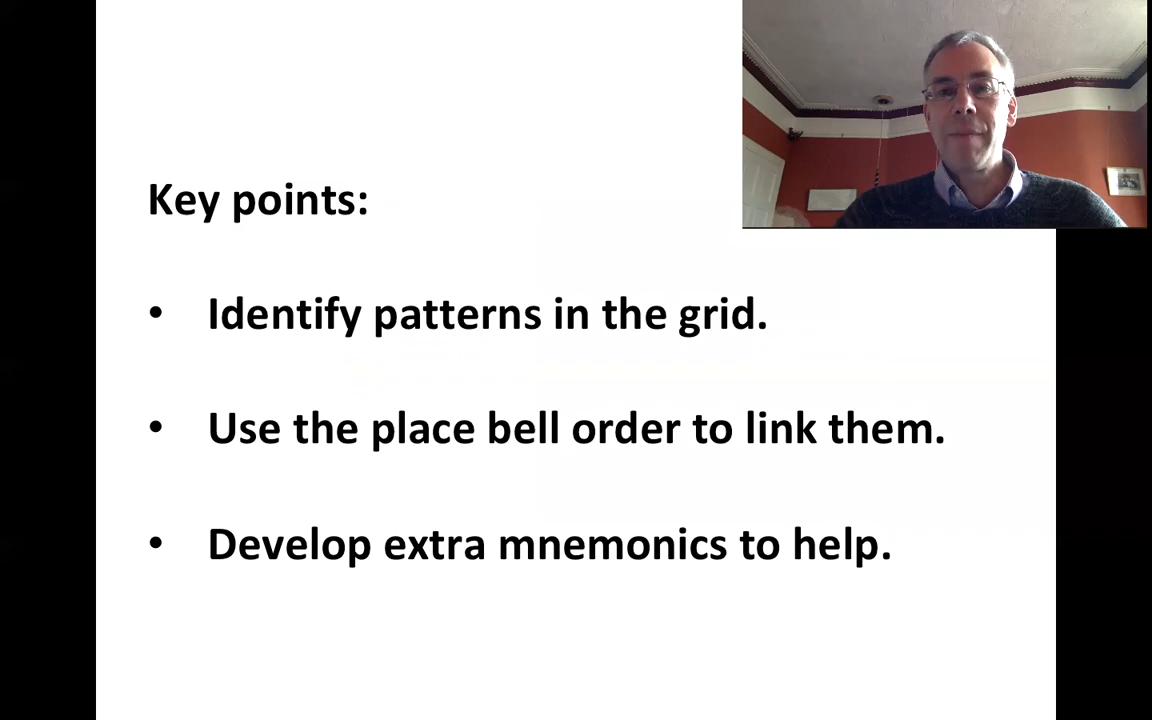 Key points:
• Identify patterns in the grid.
• Use the place bell order to link them.
• Develop extra mnemonics to help.